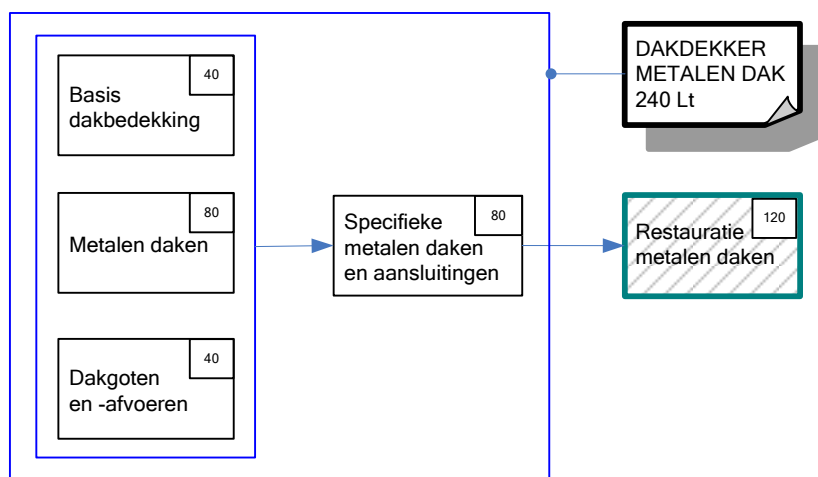 40
Basis
dakbedekking
80
Metalen daken
40
Dakgoten
en -afvoeren
80
Specifieke
metalen daken
en aansluitingen
DAKDEKKER
METALEN DAK
240 Lt
120
Restauratie
metalen daken